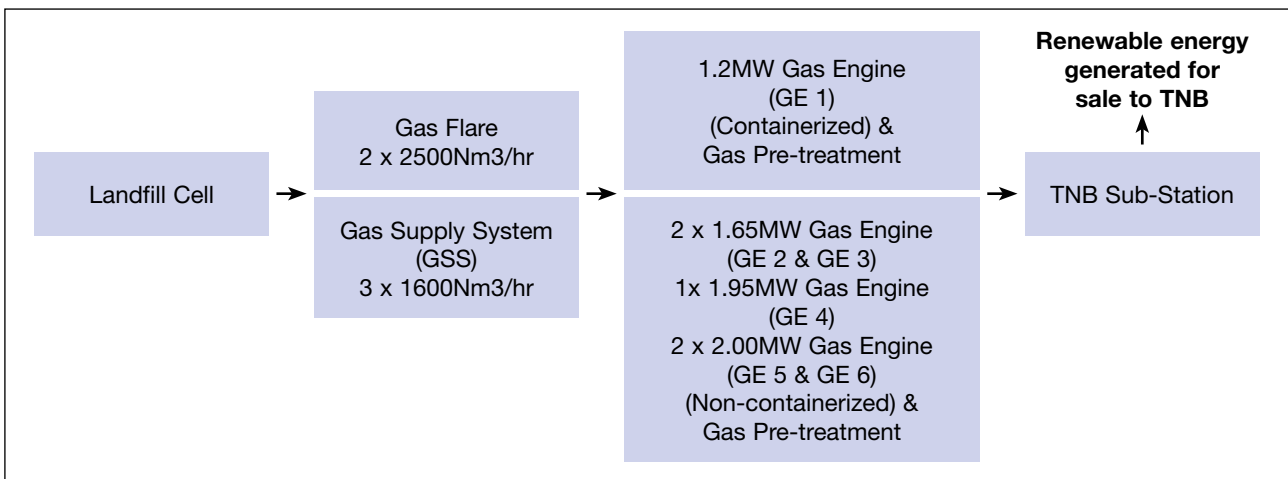 Landfill Cell
Gas Flare
2 x 2500Nm3/hr
Gas Supply System
(GSS)
3 x 1600Nm3/hr
1.2MW Gas Engine
(GE 1)
(Containerized) &
Gas Pre-treatment
2 x 1.65MW Gas Engine
(GE 2 & GE 3)
1x 1.95MW Gas Engine
(GE 4)
2 x 2.00MW Gas Engine
(GE 5 & GE 6)
(Non-containerized) &
Gas Pre-treatment
TNB Sub-Station
Renewable energy
generated for
sale to TNB